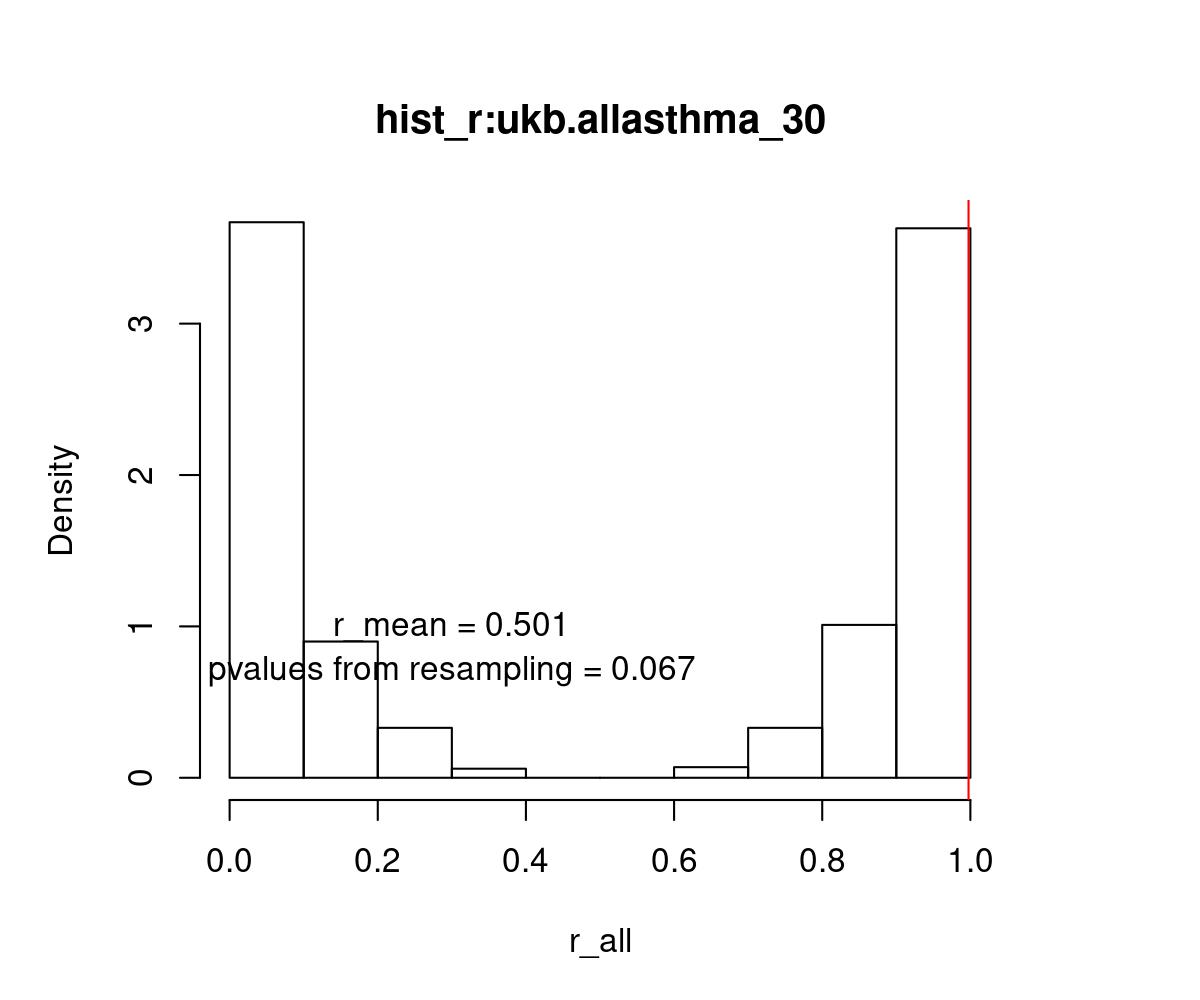 hist_r:ukb.allasthma_30
3
2
1
0
Density
r_mean = 0.501
pvalues from resampling = 0.067
0.0 0.2 0.4 0.6 0.8 1.0
r_all